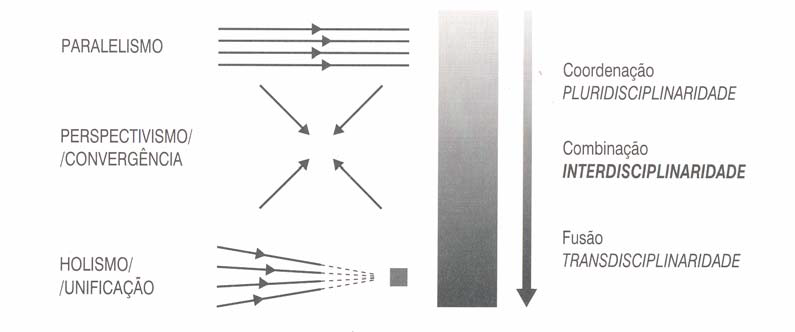 PARALELISMO
Coordenação
PLURIDISCIPLINARIDADE
PERSPECTIVISMO/
/CONVERGÊNCIA
Combinação
INTERDISCIPLINARIDADE
HOLISMO/
/UNIFICAÇÃO
Fusão
TRANSDISCIPLINARIDADE